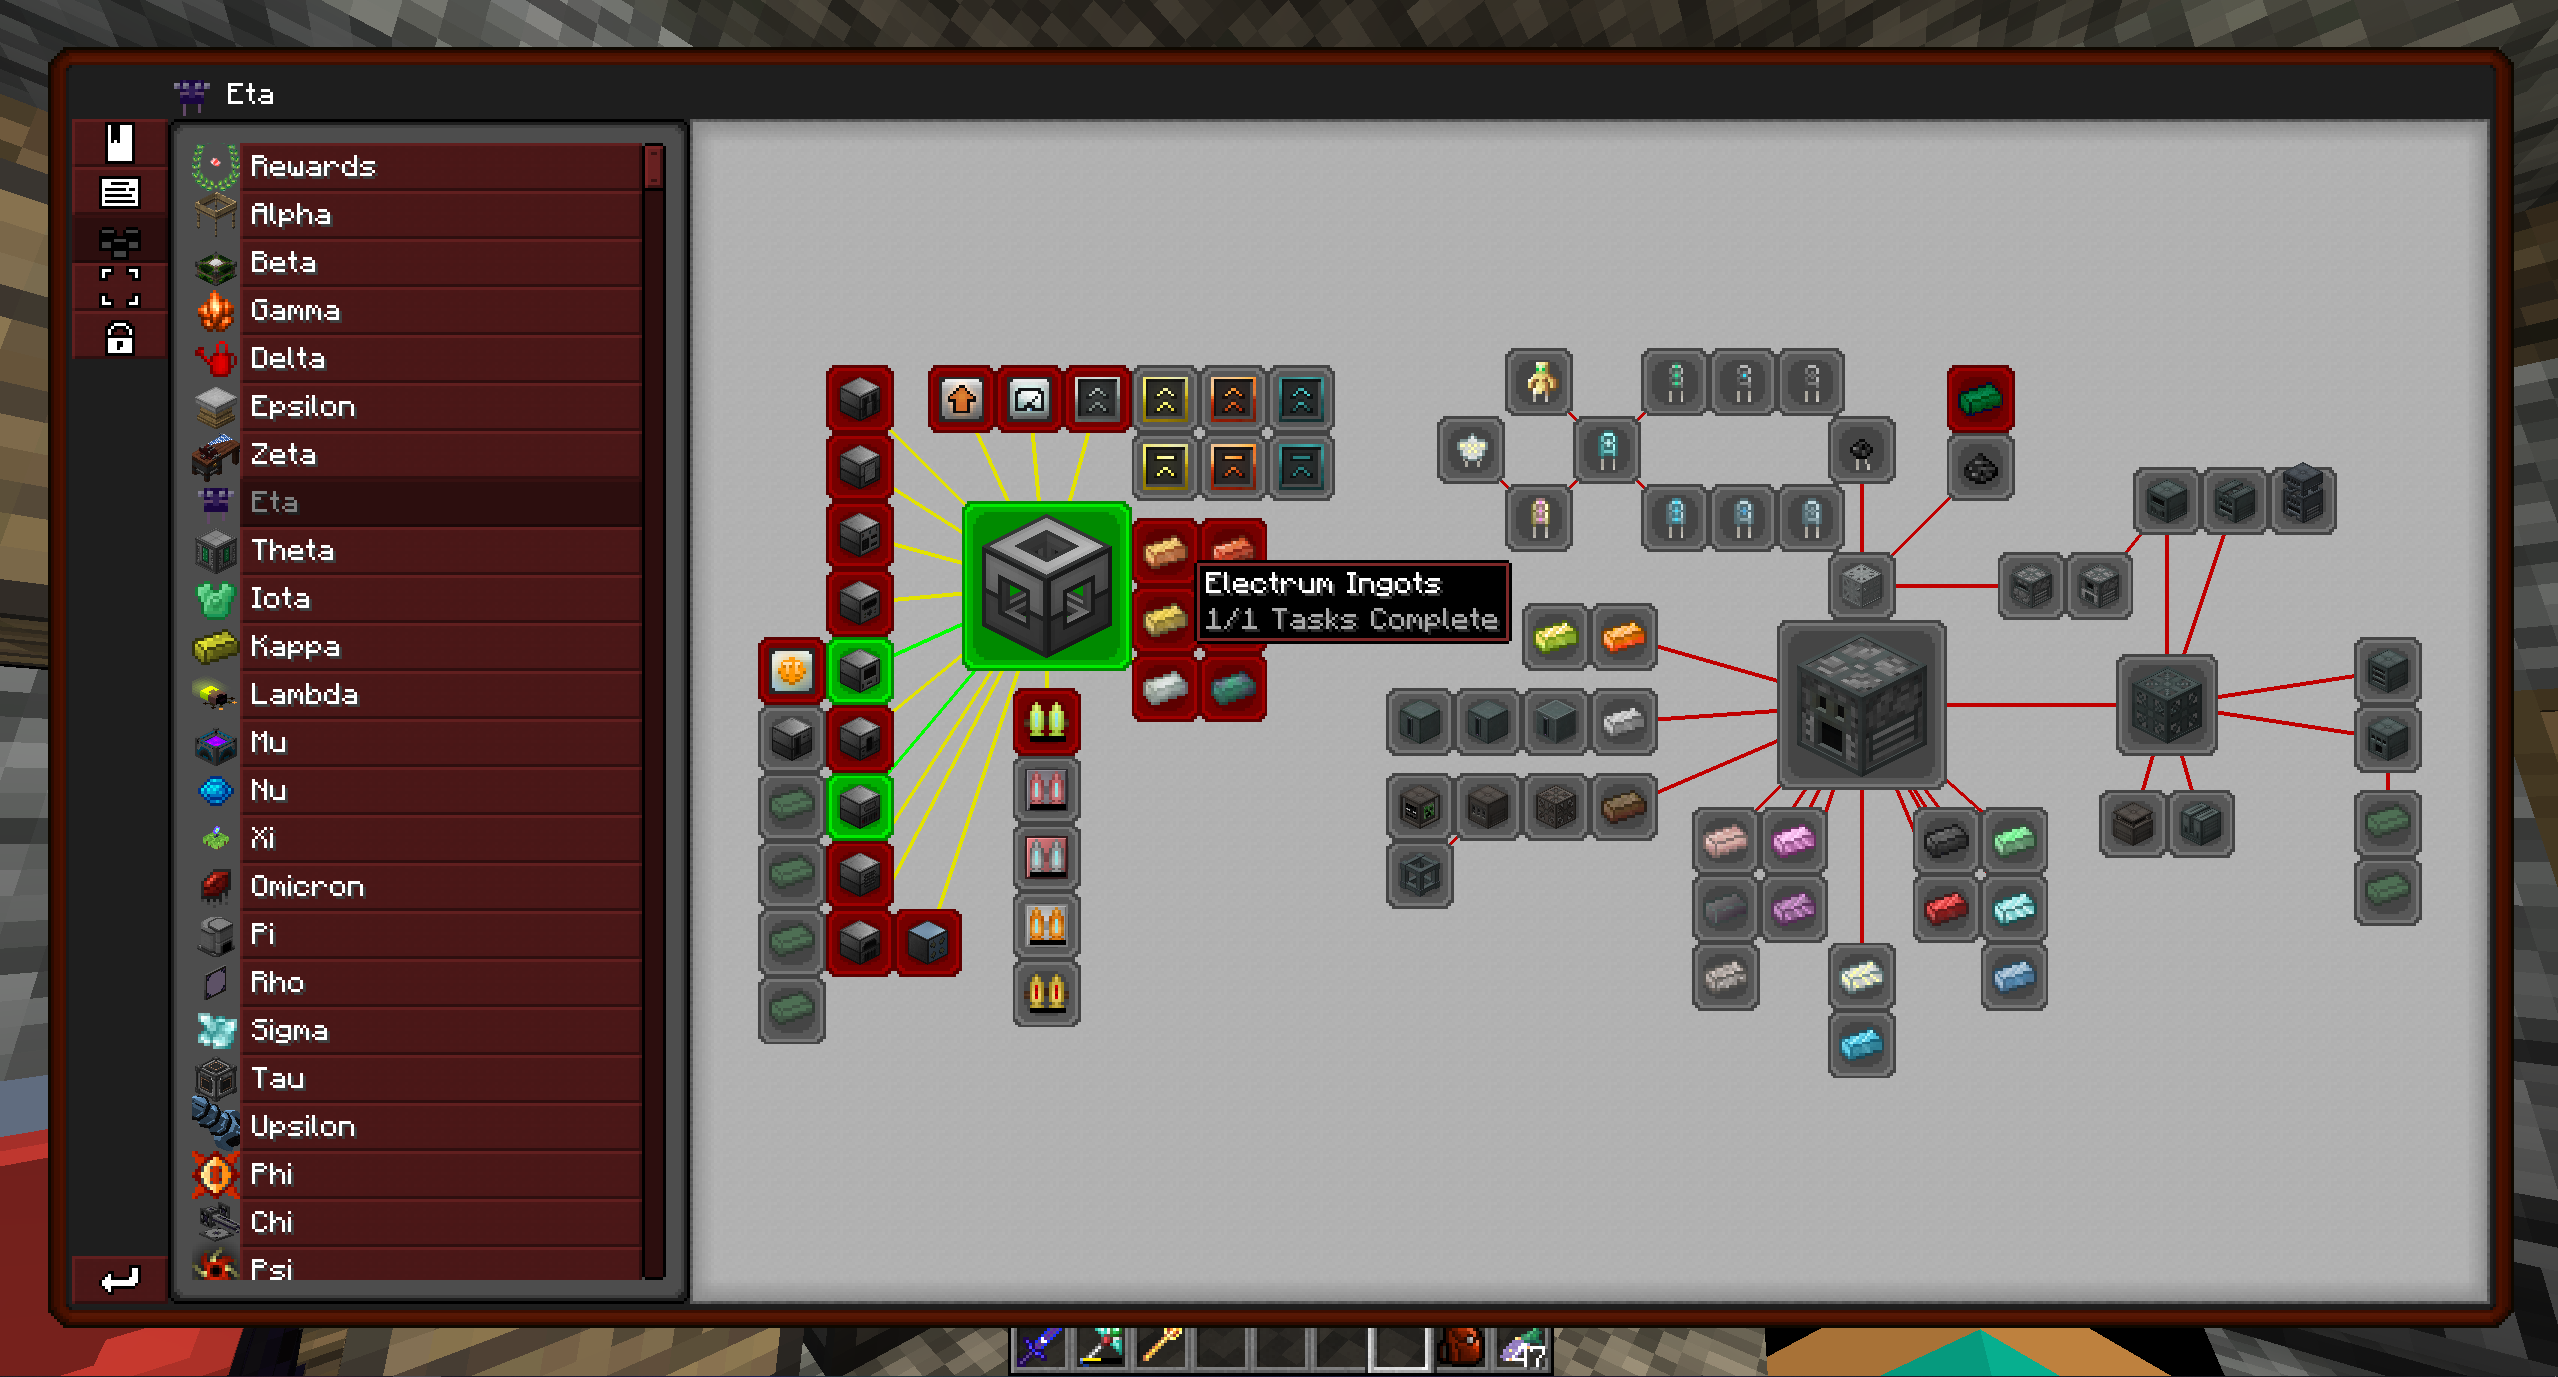 Eta
Rewards
Alpha
Beta
Gamma
Delta
Epsilon
Zeta
Eta
Theta
Iota
Kappa
Lambda
Mu
Nu
Xi
Omicron
Pi
Rho
Sigma
Tau
Upsilon
Phi
Chi
Psi
Electrum Ingots
1/1 Tasks Complete
47